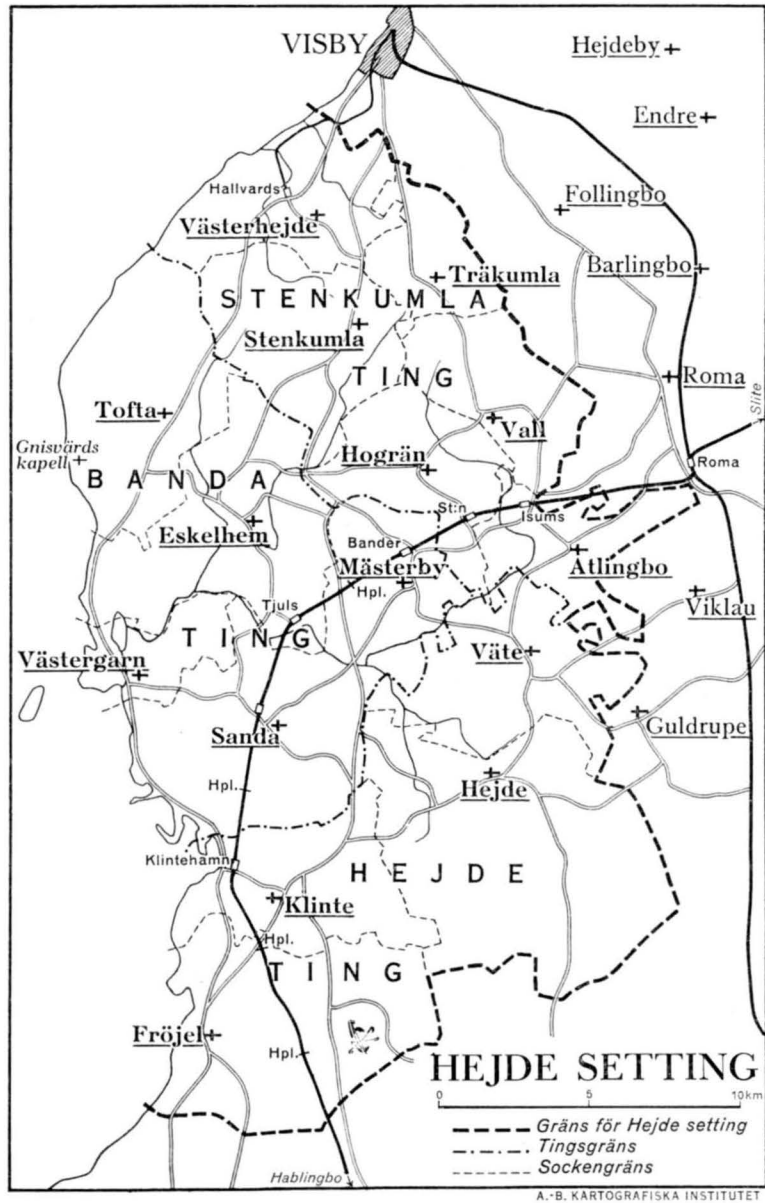 VISBY
Hejdeby
Endre
Hallvards
Follingbo
Västerhejde
Barlingbo
Träkumla
STENKUMLA
Stenkumla
TING
Roma
Slite
Tofta
Vall
Gnisvärds
kapell
Hogrän
Roma
BANDA
St:n
Isums
Eskelhem
Bander
Atlingbo
Mästerby
Hpl.
Viklau
Tjuls
TING
Väte
Västergarn
Guldrupe
Sanda
Hejde
Hpl.
Klintehamn
HEJDE
Klinte
Hpl.
TING
Fröjel
Hpl.
HEJDE SETTING
0 5 10km
Gräns för Hejde setting
Tingsgräns
Sockengräns
Hablingbo
A.-B. KARTOGRAFISKA INSTITUTET